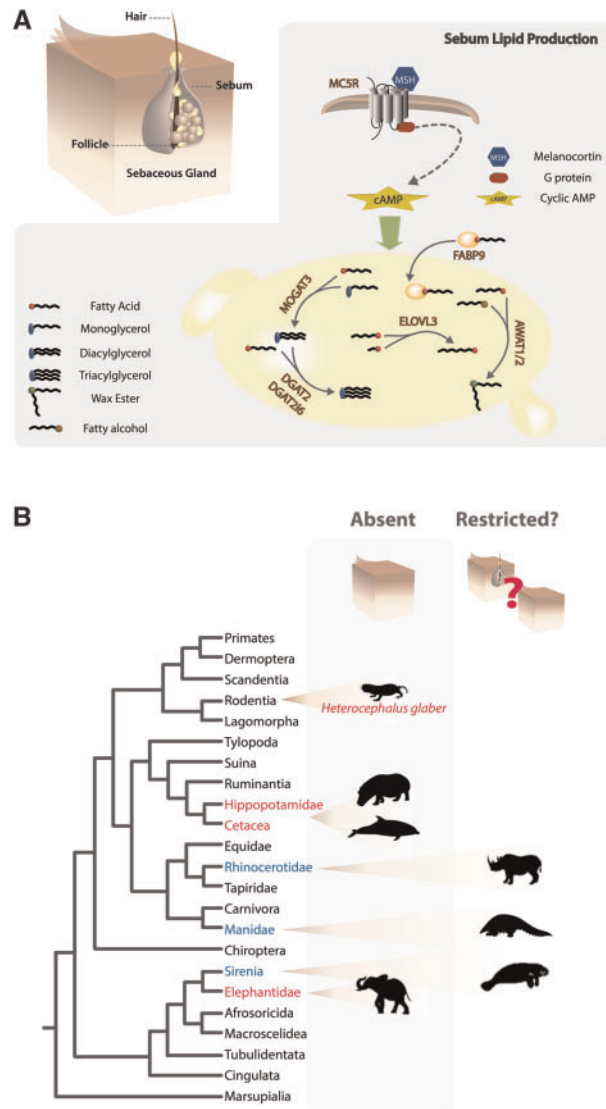 A
Hair
Sebum
Follicle
Sebaceous Gland
Sebum Lipid Production
MC5R
MSH
MSH
Melanocortin
G protein
cAMP
Cyclic AMP
cAMP
FABP9
MOGAT3
ELOVL3
AWAT1/2
DGAT2
DGAT2l6
Fatty Acid
Monoglycerol
Diacylglycerol
Triacylglycerol
Wax Ester
Fatty alcohol
B
Absent
Restricted?
?
Primates
Dermoptera
Scandentia
Rodentia
Heterocephalus glaber
Lagomorpha
Tylopoda
Suina
Ruminantia
Hippopotamidae
Cetacea
Equidae
Rhinocerotidae
Tapiridae
Carnivora
Manidae
Chiroptera
Sirenia
Elephantidae
Afrosoricida
Macroscelidea
Tubulidentata
Cingulata
Marsupialia